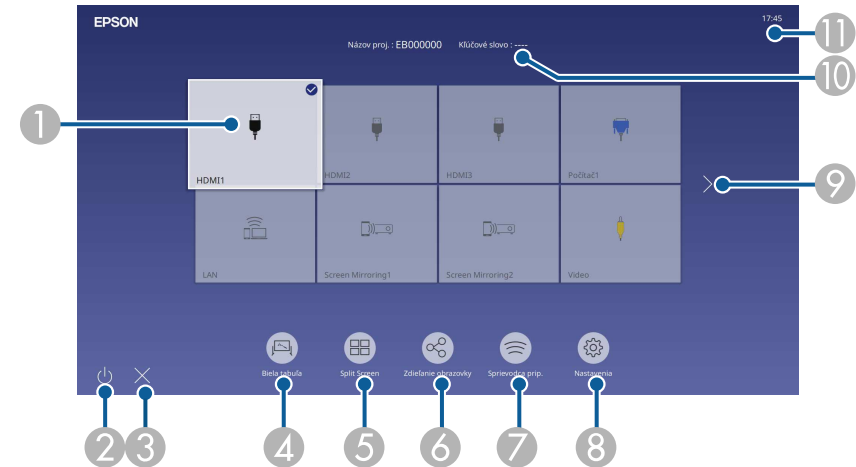 EPSON
17:45
Názov proj. : EB000000 Kľúčové slovo : ----
11
10
1
HDMI1
HDMI2
HDMI3
Počítač1
9
LAN
Screen Mirroring1
Screen Mirroring2
Video
Biela tabuľa
Split Screen
Zdieľanie obrazovky
Sprievodca prip.
Nastavenia
2
3
4
5
6
7
8